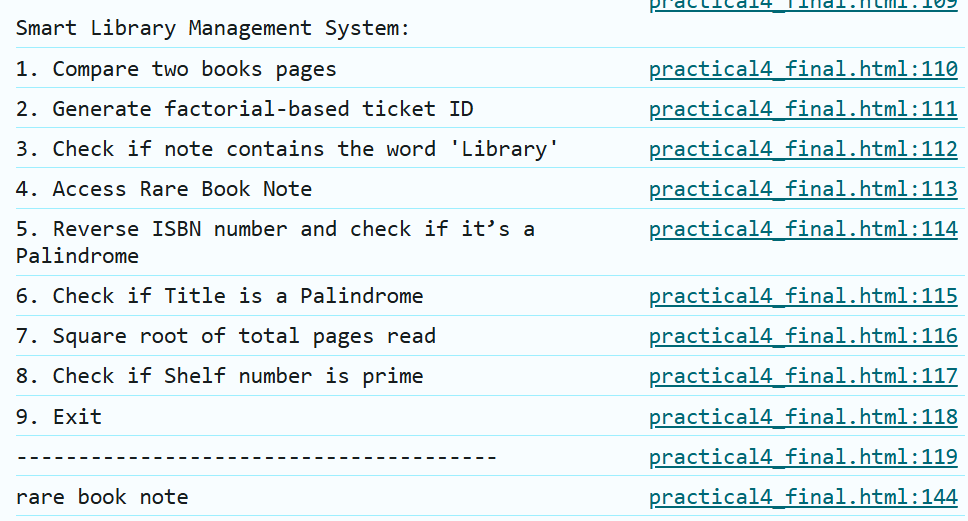 practical4_final.html:109
Smart Library Management System:
1. Compare two books pages practical4_final.html:110
2. Generate factorial-based ticket ID practical4_final.html:111
3. Check if note contains the word 'Library' practical4_final.html:112
4. Access Rare Book Note practical4_final.html:113
5. Reverse ISBN number and check if it’s a practical4_final.html:114
Palindrome
6. Check if Title is a Palindrome practical4_final.html:115
7. Square root of total pages read practical4_final.html:116
8. Check if Shelf number is prime practical4_final.html:117
9. Exit practical4_final.html:118
--------------------------------------- practical4_final.html:119
rare book note practical4_final.html:144